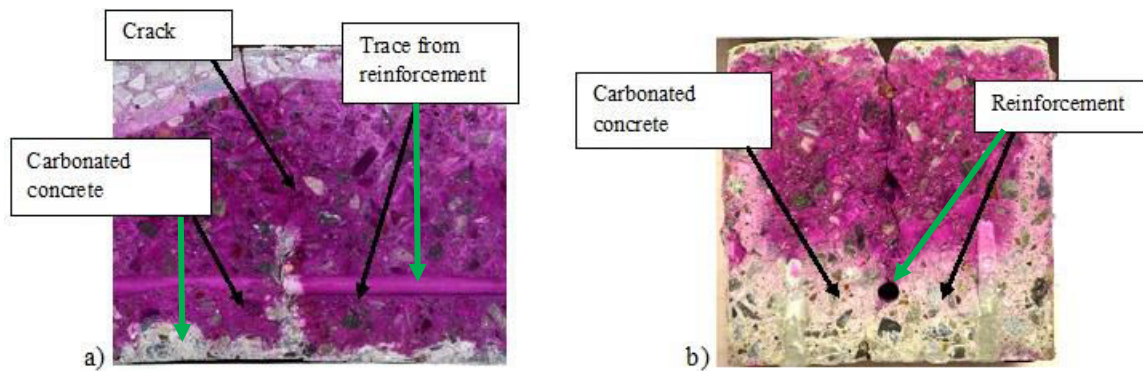 Crack
Trace from
reinforcement
Carbonated
concrete
a)
Carbonated
concrete
Reinforcement
b)